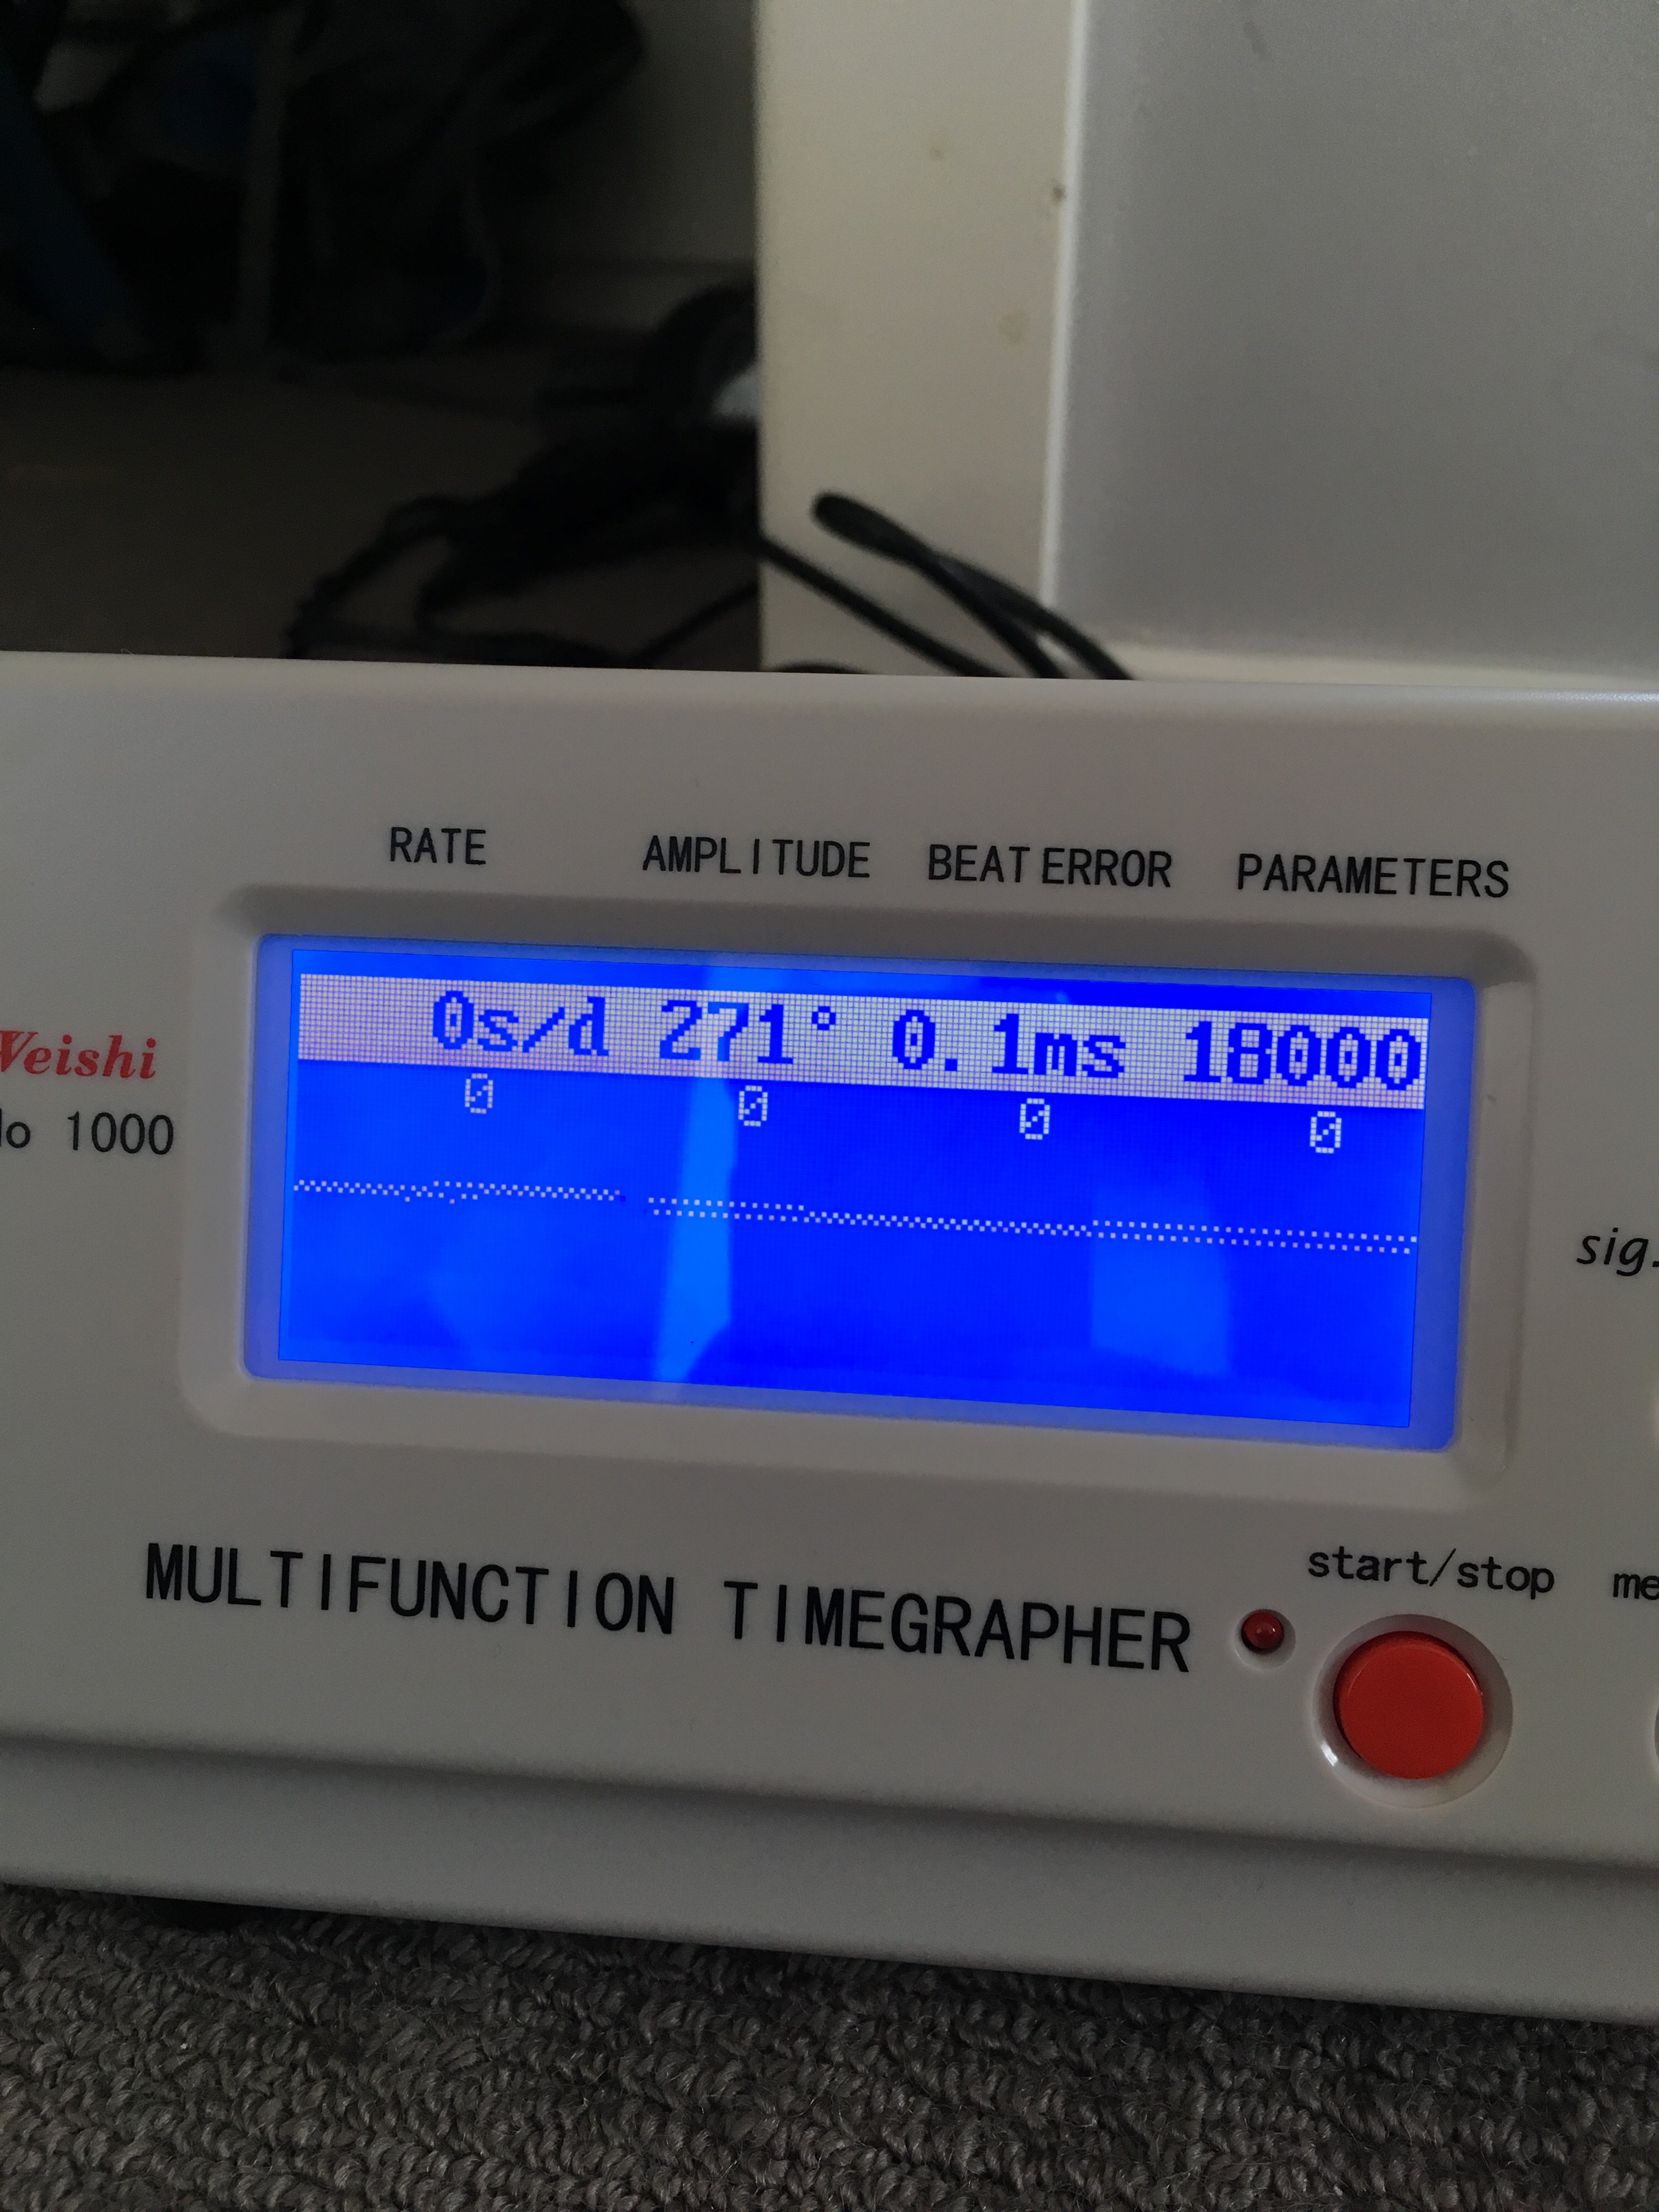 RATE AMPLITUDE BEAT ERROR PARAMETERS
0s/d 271° 0.1ms 18000
0 0 0 0
Weishi
No 1000
sig.
MULTIFUNCTION TIMEGRAPHER
start/stop
me